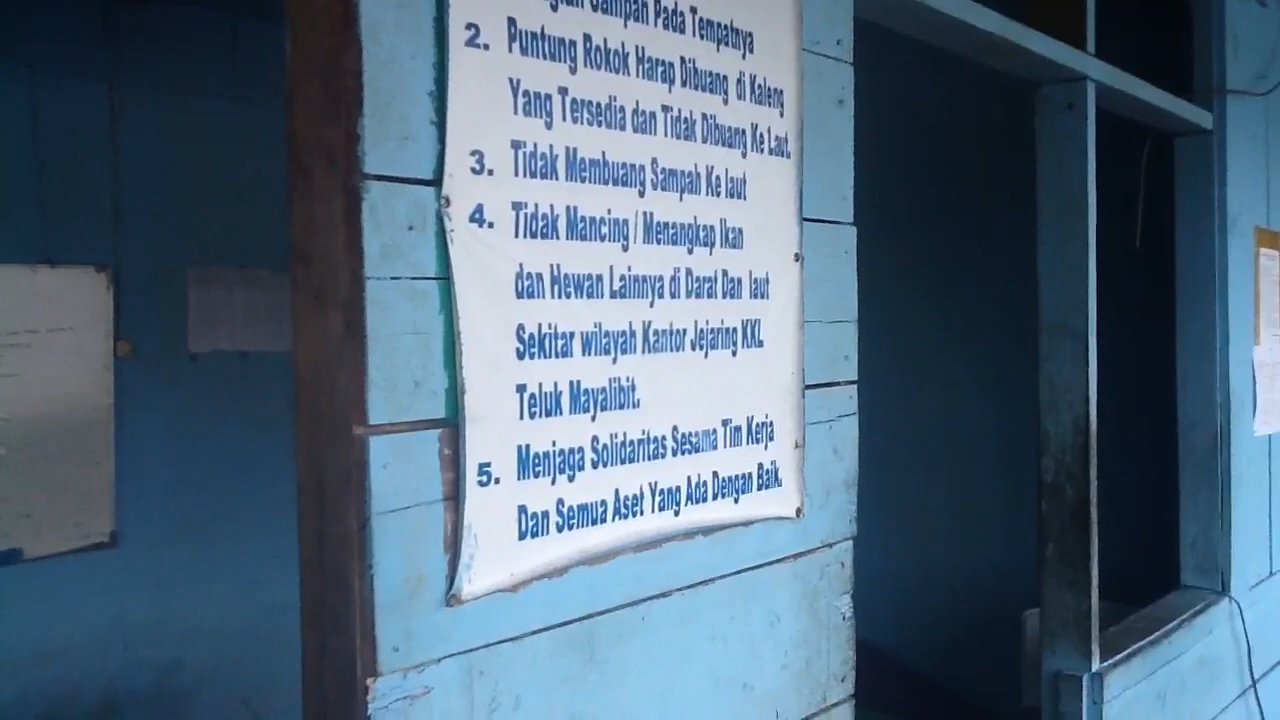 Sampah Pada Tempatnya
2. Puntung Rokok Harap Dibuang di Kaleng
Yang Tersedia dan Tidak Dibuang Ke Laut.
3. Tidak Membuang Sampah Ke laut
4. Tidak Mancing / Menangkap Ikan
dan Hewan Lainnya di Darat Dan laut
Sekitar wilayah Kantor Jejaring KKL
Teluk Mayalibit.
5. Menjaga Solidaritas Sesama Tim Kerja
Dan Semua Aset Yang Ada Dengan Baik.